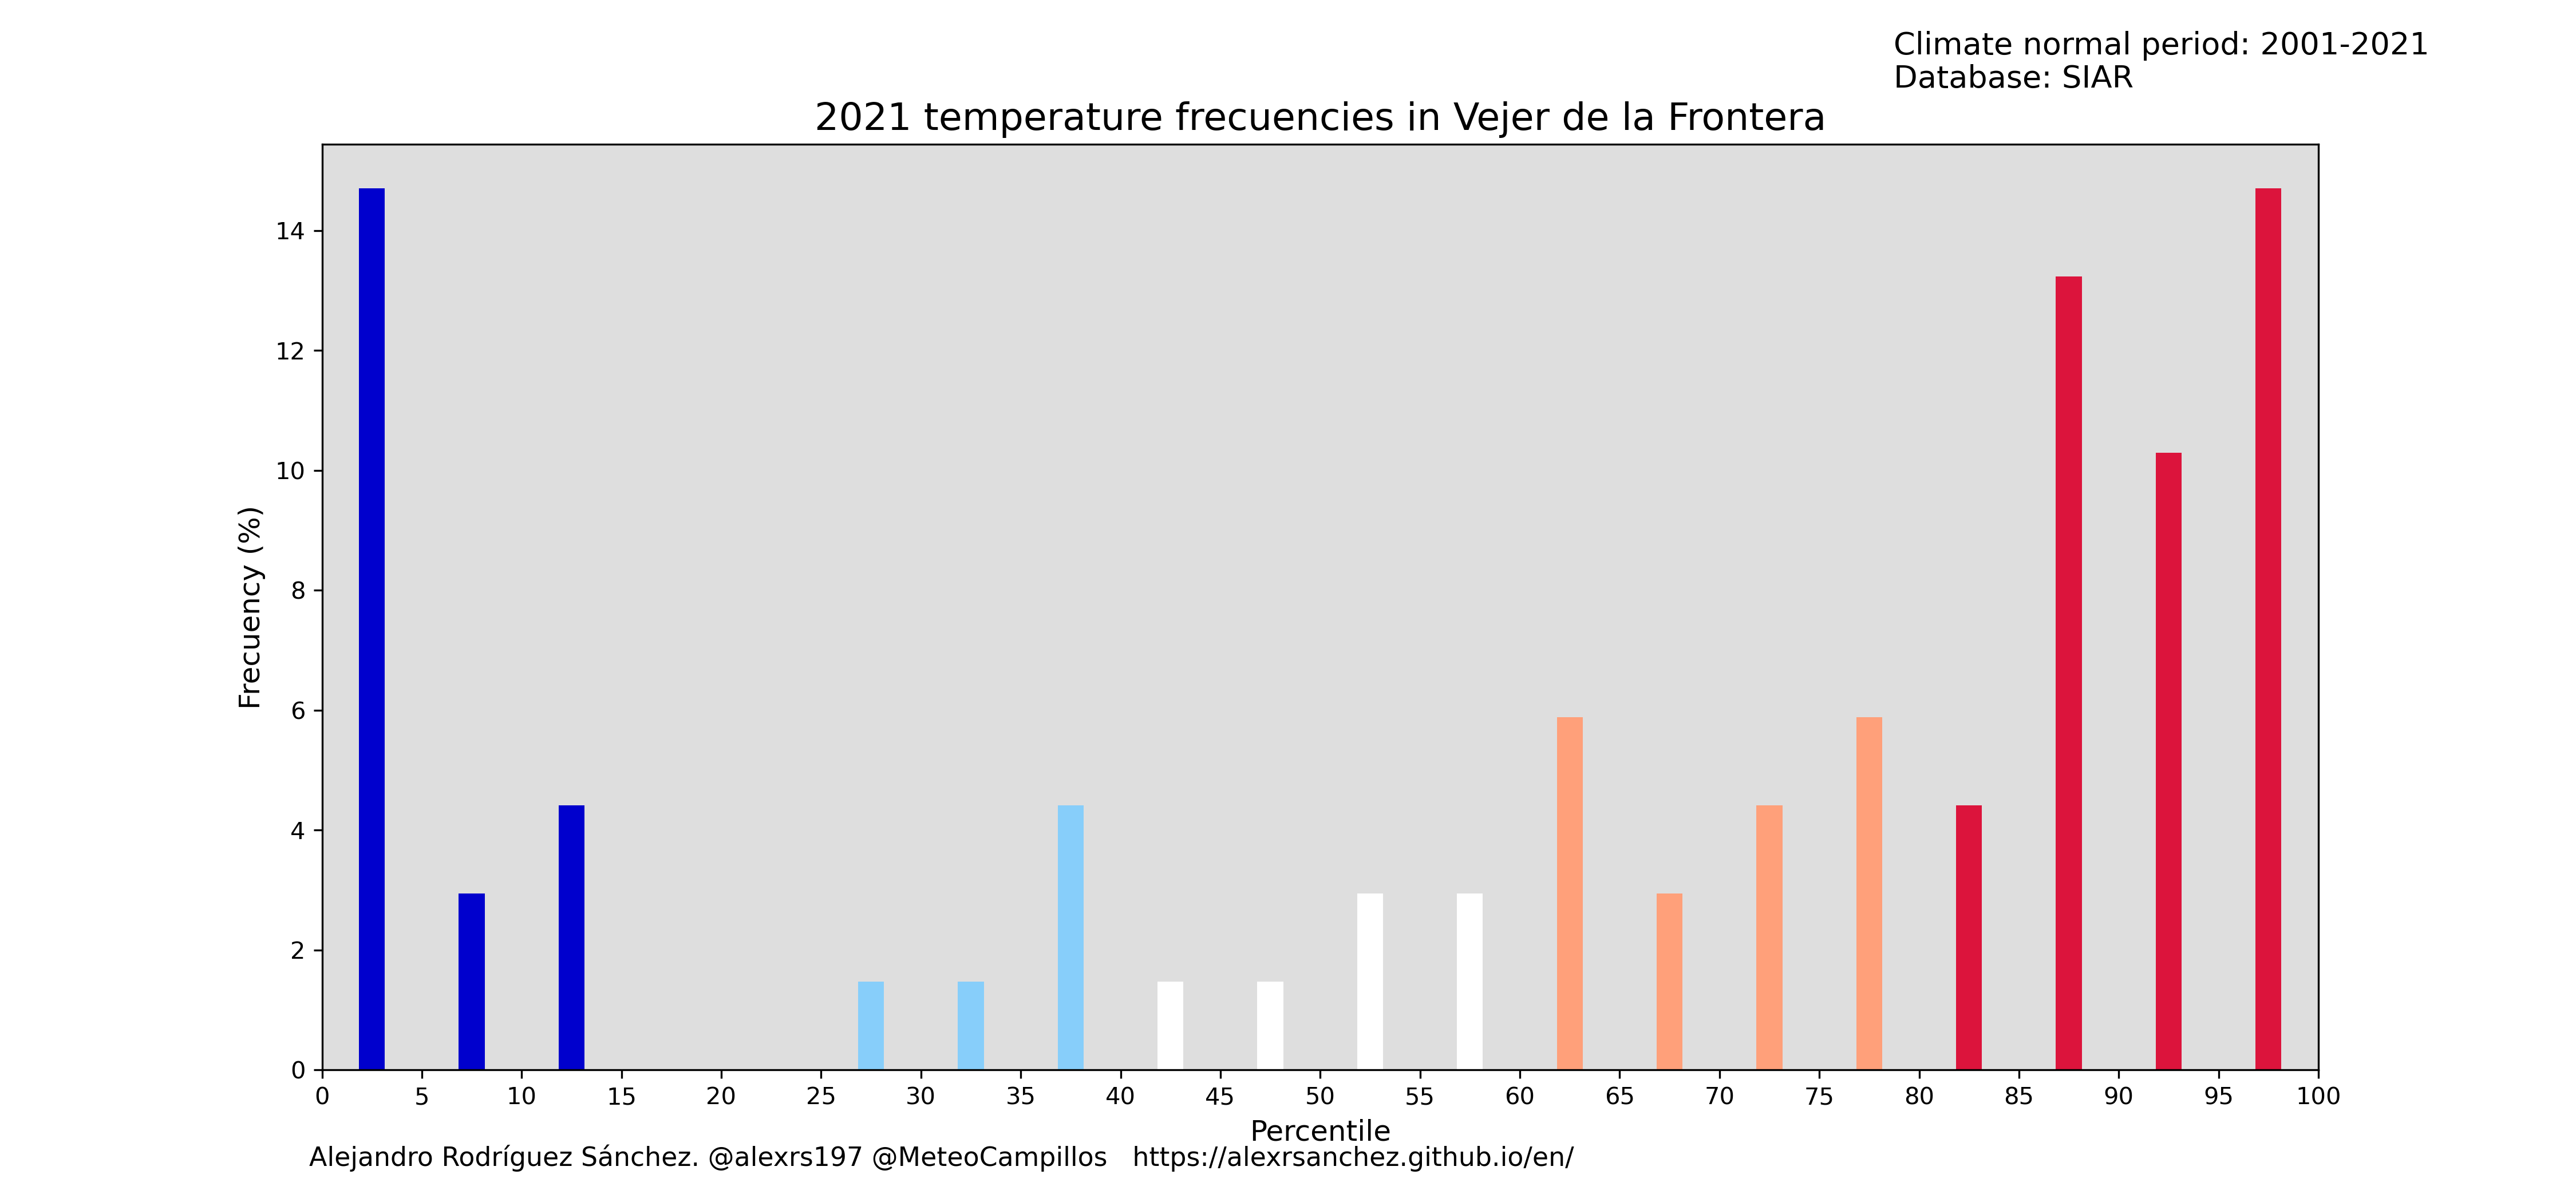 Climate normal period: 2001-2021
Database: SIAR
2021 temperature frecuencies in Vejer de la Frontera
Frecuency (%)
14
12
10
8
6
4
2
0
0 5 10 15 20 25 30 35 40 45 50 55 60 65 70 75 80 85 90 95 100
Percentile
Alejandro Rodríguez Sánchez. @alexrs197 @MeteoCampillos https://alexrsanchez.github.io/en/